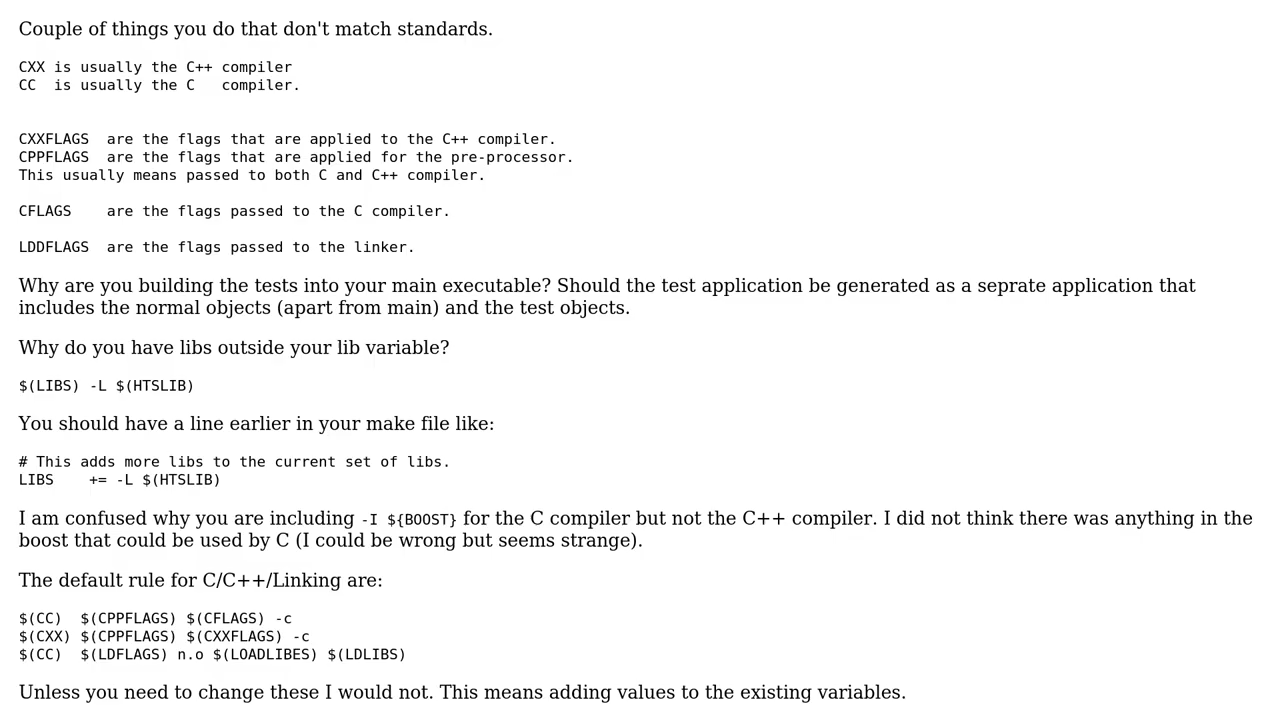 Couple of things you do that don't match standards.
CXX is usually the C++ compiler
CC  is usually the C   compiler.
CXXFLAGS  are the flags that are applied to the C++ compiler.
CPPFLAGS  are the flags that are applied for the pre-processor.
This usually means passed to both C and C++ compiler.
CFLAGS    are the flags passed to the C compiler.
LDDFLAGS  are the flags passed to the linker.
Why are you building the tests into your main executable? Should the test application be generated as a seprate application that
includes the normal objects (apart from main) and the test objects.
Why do you have libs outside your lib variable?
$(LIBS) -L $(HTSLIB)
You should have a line earlier in your make file like:
# This adds more libs to the current set of libs.
LIBS    += -L $(HTSLIB)
I am confused why you are including -I ${BOOST} for the C compiler but not the C++ compiler. I did not think there was anything in the
boost that could be used by C (I could be wrong but seems strange).
The default rule for C/C++/Linking are:
$(CC)  $(CPPFLAGS) $(CFLAGS) -c
$(CXX) $(CPPFLAGS) $(CXXFLAGS) -c
$(CC)  $(LDFLAGS) n.o $(LOADLIBES) $(LDLIBS)
Unless you need to change these I would not. This means adding values to the existing variables.